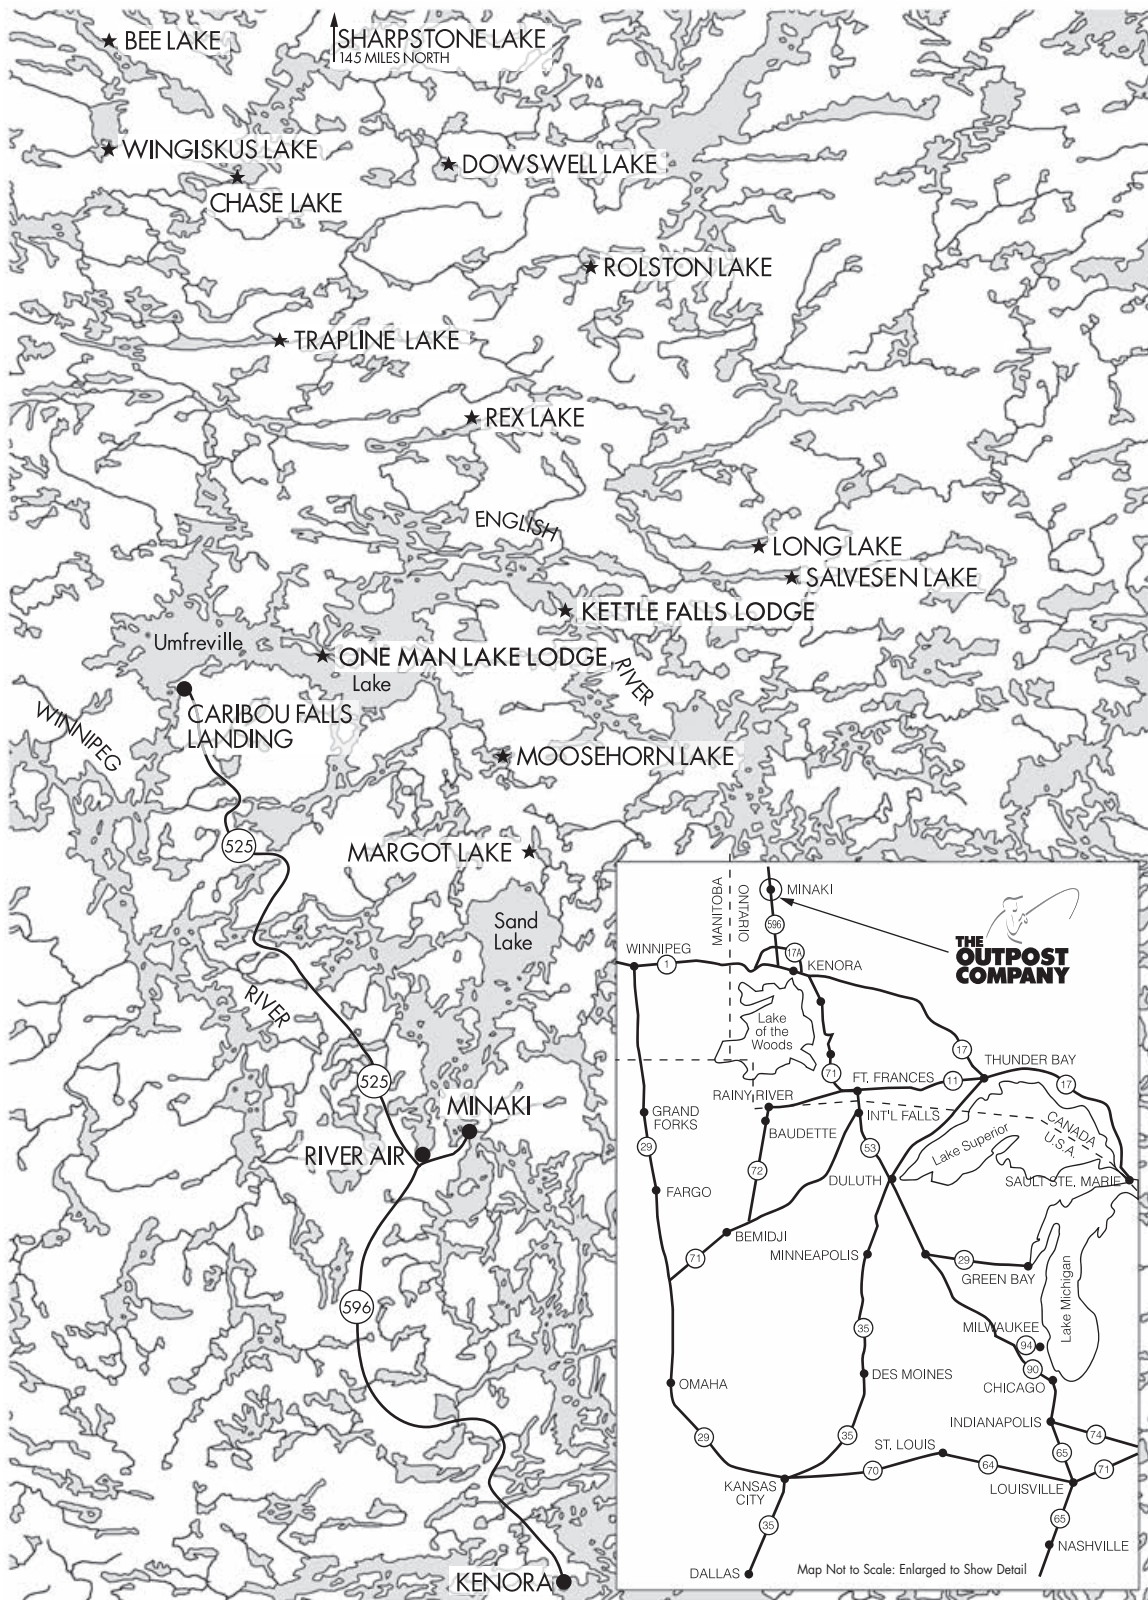 BEE LAKE
SHARPSTONE LAKE
145 MILES NORTH
WINGISKUS LAKE
DOWSWELL LAKE
CHASE LAKE
ROLSTON LAKE
TRAPLINE LAKE
REX LAKE
ENGLISH
LONG LAKE
SALVESEN LAKE
KETTLE FALLS LODGE
Umfreville
ONE MAN LAKE LODGE
Lake
RIVER
CARIBOU FALLS
LANDING
WINNIPEG
MOOSEHORN LAKE
525
MARGOT LAKE
Sand
Lake
RIVER
525
MINAKI
RIVER AIR
596
KENORA
MANITOBA
ONTARIO
MINAKI
596
THE
OUTPOST
COMPANY
WINNIPEG
1
17A
KENORA
Lake
of the
Woods
17
THUNDER BAY
71
FT. FRANCES
11
17
RAINY RIVER
GRAND
FORKS
BAUDETTE
INT'L FALLS
CANADA
U.S.A.
29
53
Lake Superior
72
DULUTH
SAULT STE, MARIE
FARGO
BEMIDJI
71
MINNEAPOLIS
29
GREEN BAY
Lake Michigan
35
MILWAUKEE
94
90
DES MOINES
CHICAGO
OMAHA
INDIANAPOLIS
74
29
35
ST. LOUIS
65
70
64
71
KANSAS
CITY
LOUISVILLE
35
65
NASHVILLE
DALLAS
Map Not to Scale: Enlarged to Show Detail